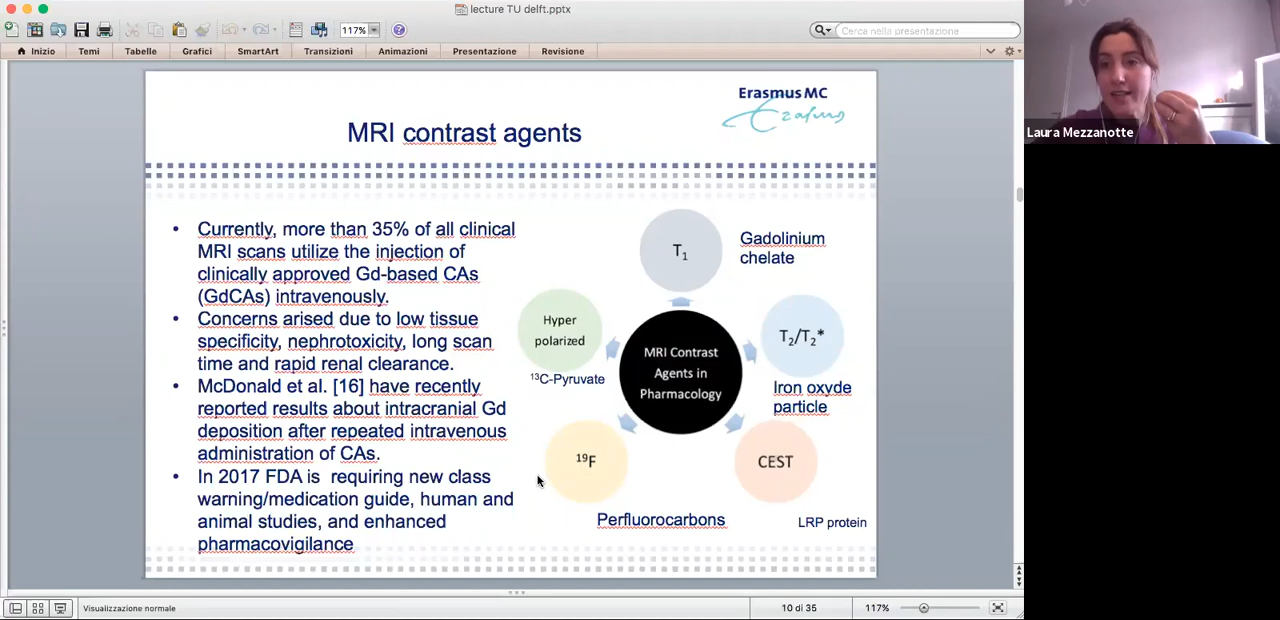 lecture TU delft.pptx
117%
Cerca nella presentazione
Inizio
Temi
Tabelle
Grafici
SmartArt
Transizioni
Animazioni
Presentazione
Revisione
Erasmus MC
Erasmus
MRI contrast agents
• Currently, more than 35% of all clinical
MRI scans utilize the injection of
clinically approved Gd-based CAs
(GdCAs) intravenously.
• Concerns arised due to low tissue
specificity, nephrotoxicity, long scan
time and rapid renal clearance.
• McDonald et al. [16] have recently
reported results about intracranial Gd
deposition after repeated intravenous
administration of CAs.
• In 2017 FDA is  requiring new class
warning/medication guide, human and
animal studies, and enhanced
pharmacovigilance
T₁
Gadolinium
chelate
Hyper
polarized
¹³C-Pyruvate
MRI Contrast
Agents in
Pharmacology
T₂/T₂*
Iron oxyde
particle
¹⁹F
Perfluorocarbons
CEST
LRP protein
Visualizzazione normale
10 di 35
117%
Laura Mezzanotte